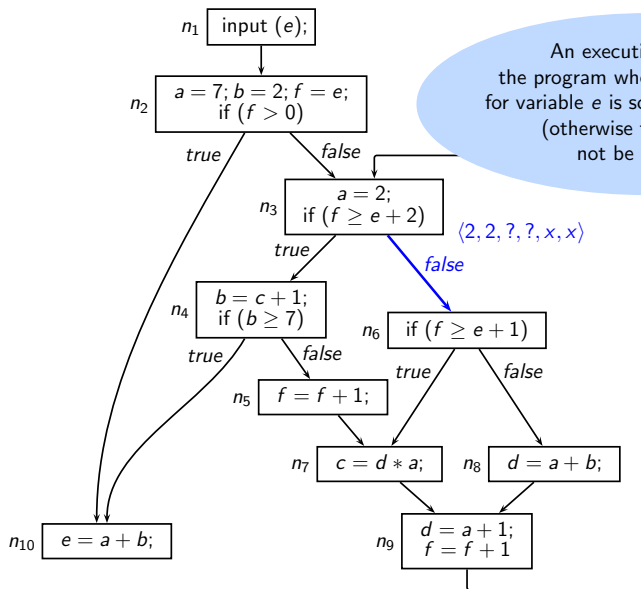 n1 input (e);
An executi
the program whe
for variable e is so
(otherwise
not be
n2 a = 7; b = 2; f = e;
if (f > 0)
true
false
n3 a = 2;
if (f ≥ e + 2)
⟨2, 2, ?, ?, x, x⟩
true
false
n4 b = c + 1;
if (b ≥ 7)
n6 if (f ≥ e + 1)
true
false
true
false
n5 f = f + 1;
n7 c = d ∗ a;
n8 d = a + b;
n10 e = a + b;
n9 d = a + 1;
f = f + 1